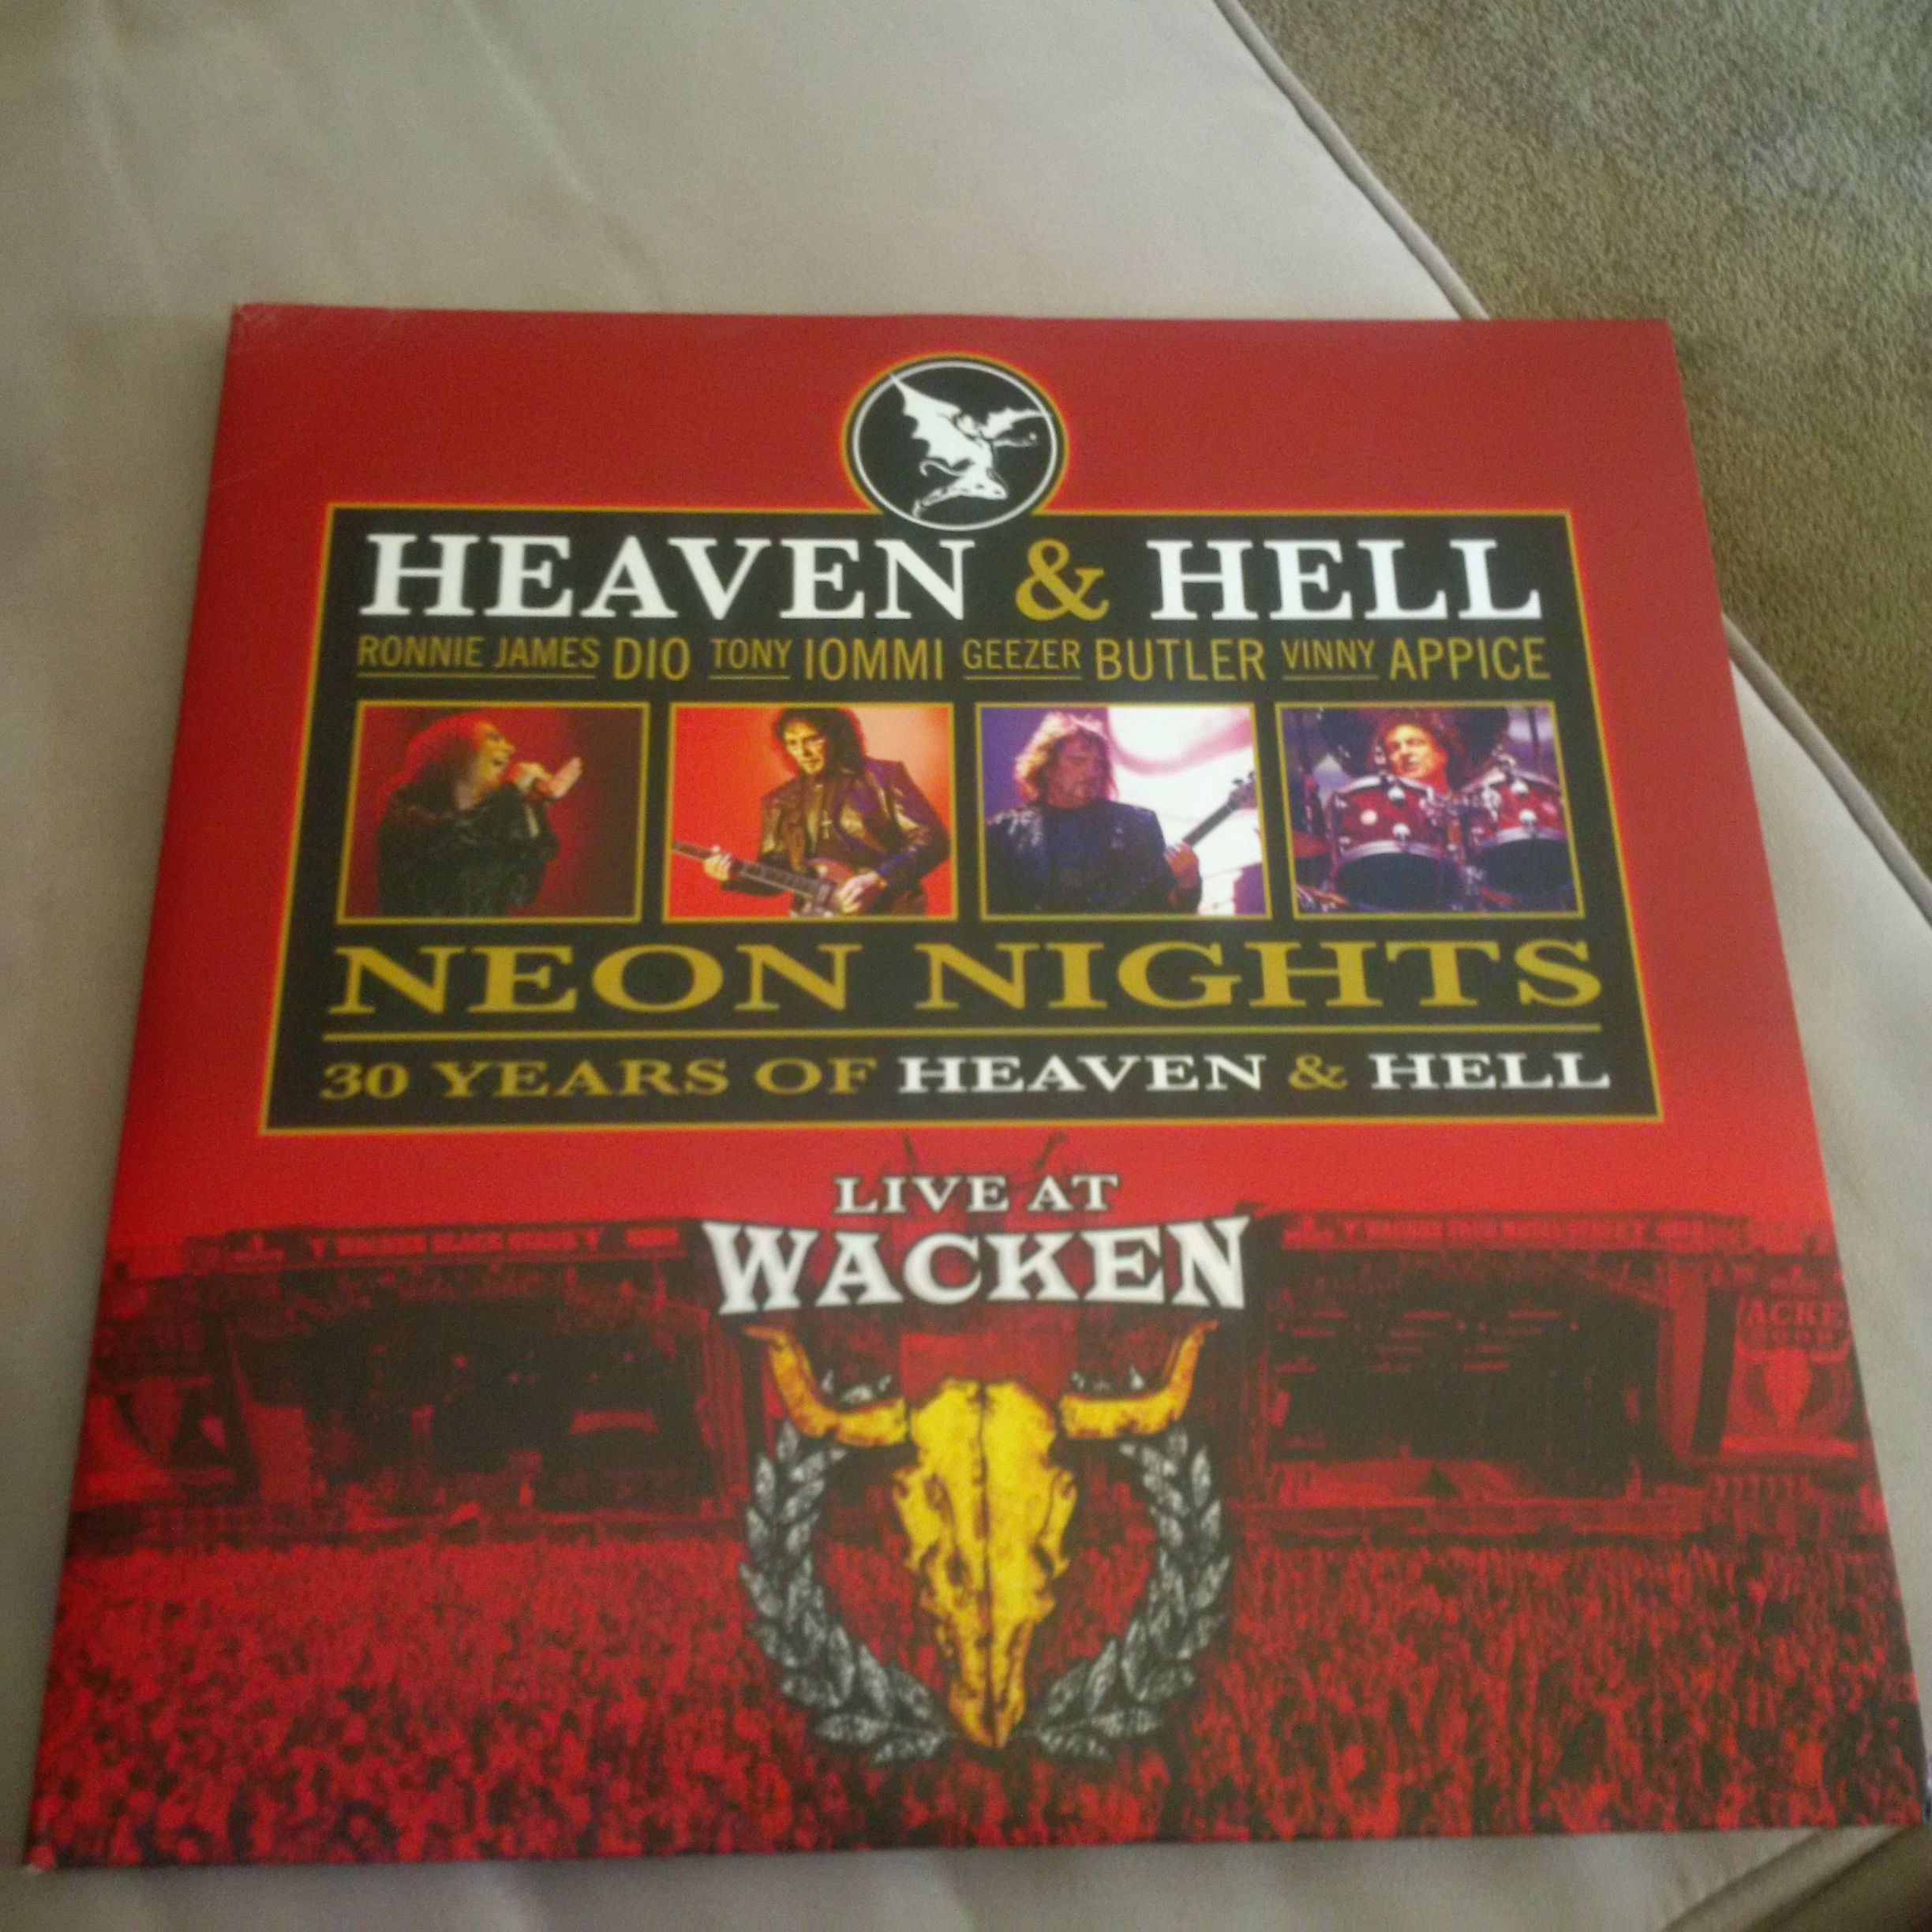 HEAVEN & HELL
RONNIE JAMES DIO TONY IOMMI GEEZER BUTLER VINNY APPICE
NEON NIGHTS
30 YEARS OF HEAVEN & HELL
LIVE AT
WACKEN
ACKE